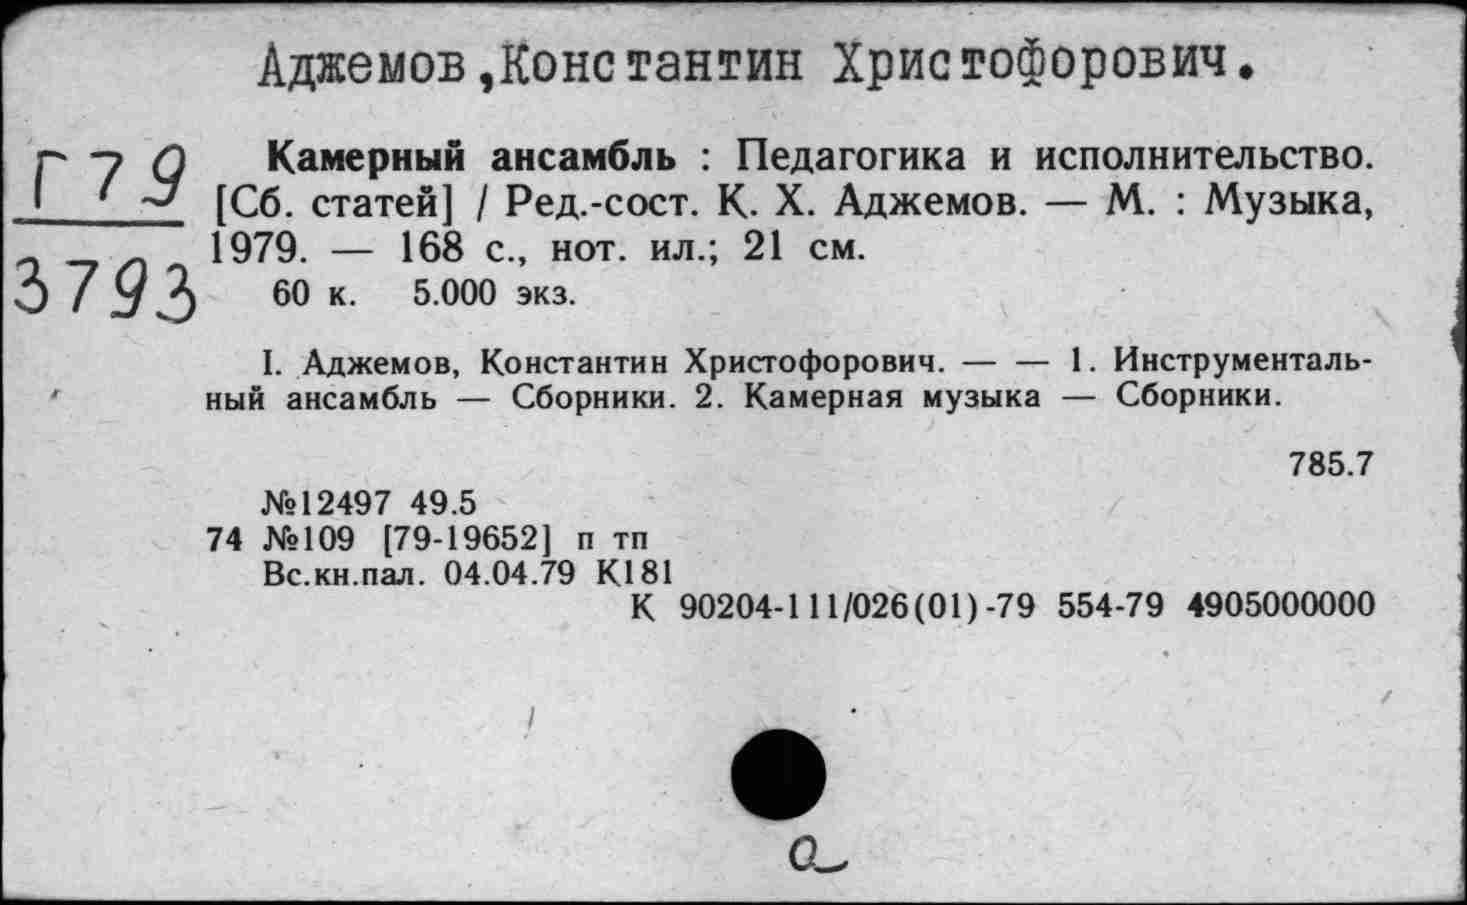 Аджемов, Константин Христофорович.
Г79
3793
Камерный ансамбль : Педагогика и исполнительство.
[Сб. статей] / Ред.-сост. К. Х. Аджемов. — М. : Музыка,
1979. — 168 с., нот. ил.; 21 см.
60 к. 5.000 экз.
I. Аджемов, Константин Христофорович. — — 1. Инструменталь-
ный ансамбль — Сборники. 2. Камерная музыка — Сборники.
785.7
№12497 49.5
74 №109 [79-19652] п тп
Вс.кн.пал. 04.04.79 К181
К 90204-111/026(01)-79 554-79 4905000000
а